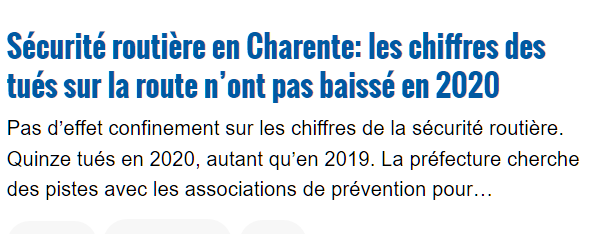 Sécurité routière en Charente: les chiffres des
tués sur la route n’ont pas baissé en 2020
Pas d’effet confinement sur les chiffres de la sécurité routière.
Quinze tués en 2020, autant qu’en 2019. La préfecture cherche
des pistes avec les associations de prévention pour…